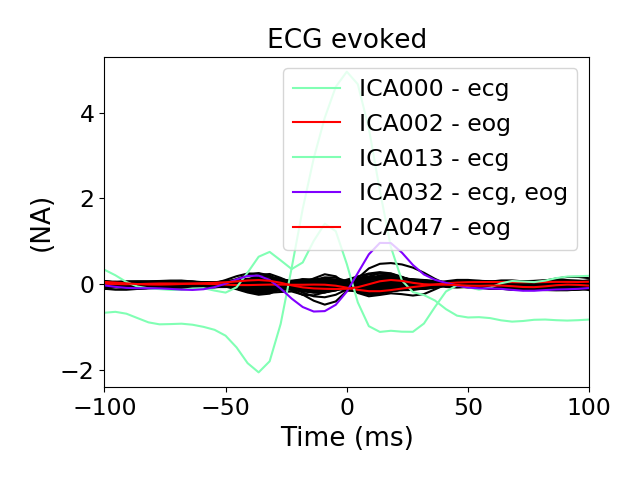 ECG evoked
ICA000 - ecg
ICA002 - eog
ICA013 - ecg
ICA032 - ecg, eog
ICA047 - eog
(NA)
4
2
0
−2
−100
−50
0
50
100
Time (ms)